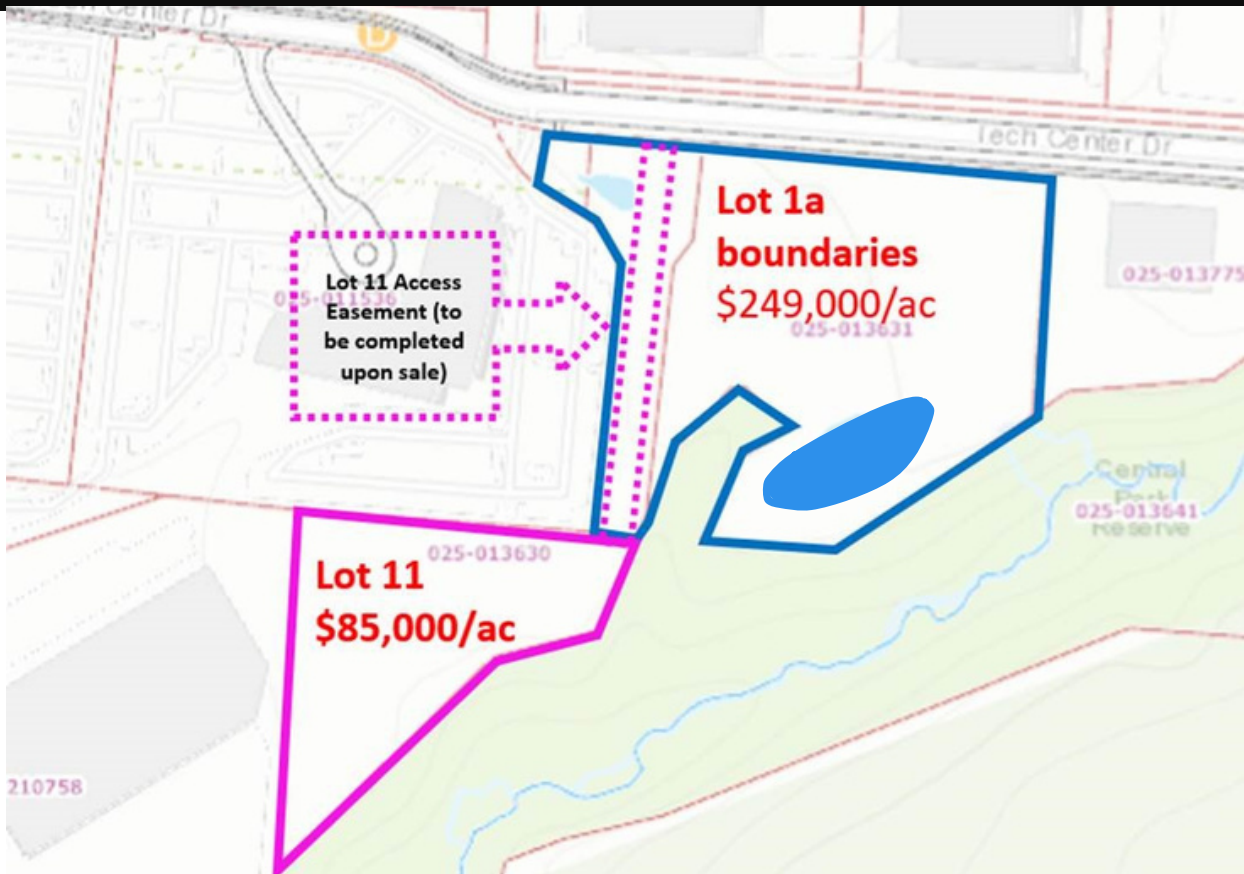 Center Dr
Tech Center Dr
Lot 1a
boundaries
$249,000/ac
025-013631
025-013775
Lot 11 Access
Easement (to
be completed
upon sale)
025-011536
Central
Park
Reserve
025-013641
025-013630
Lot 11
$85,000/ac
210758